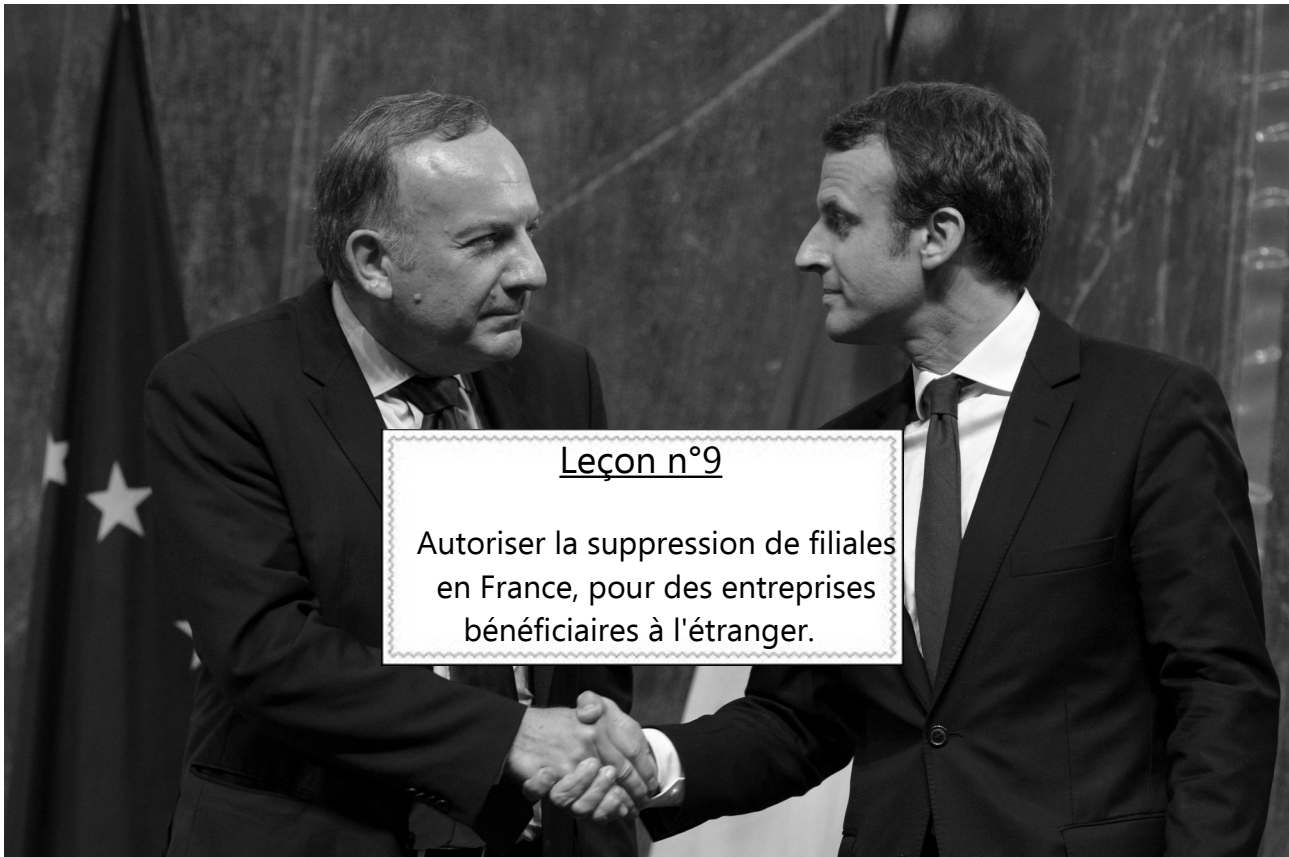 Leçon n°9
Autoriser la suppression de filiales
en France, pour des entreprises
bénéficiaires à l'étranger.